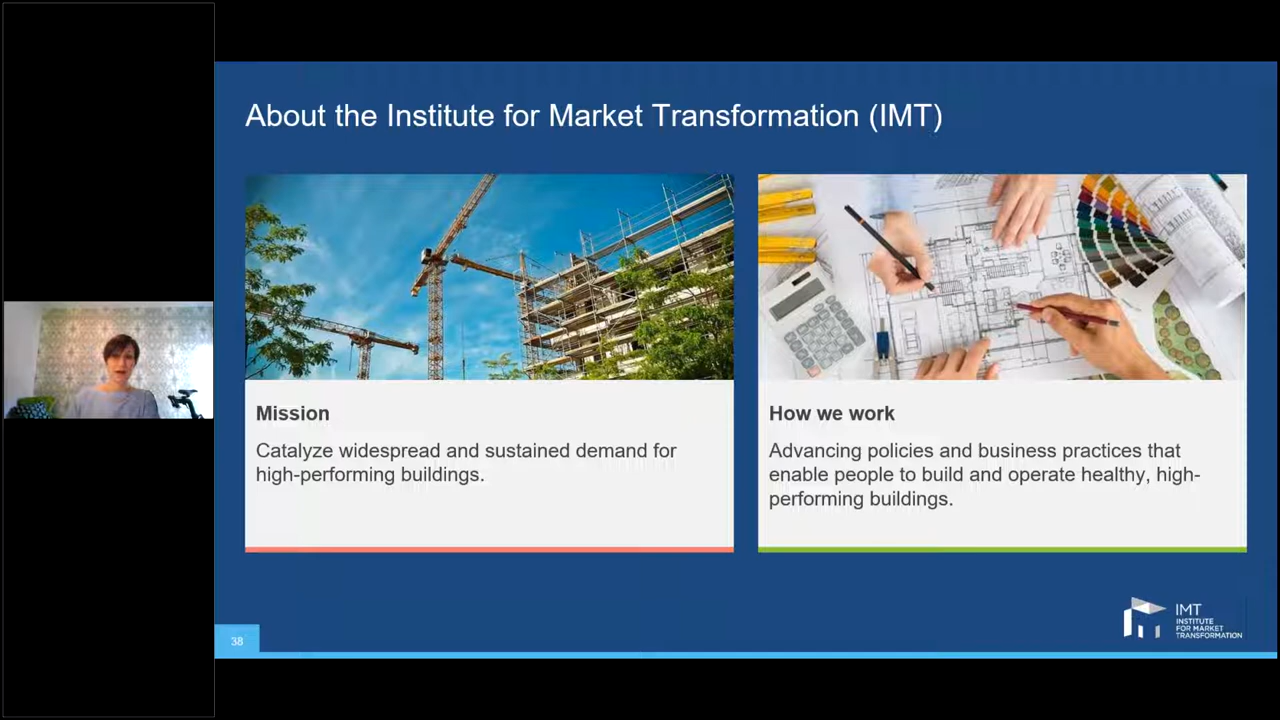 About the Institute for Market Transformation (IMT)
Mission
Catalyze widespread and sustained demand for
high-performing buildings.
How we work
Advancing policies and business practices that
enable people to build and operate healthy, high-
performing buildings.
38
IMT
INSTITUTE
FOR MARKET
TRANSFORMATION